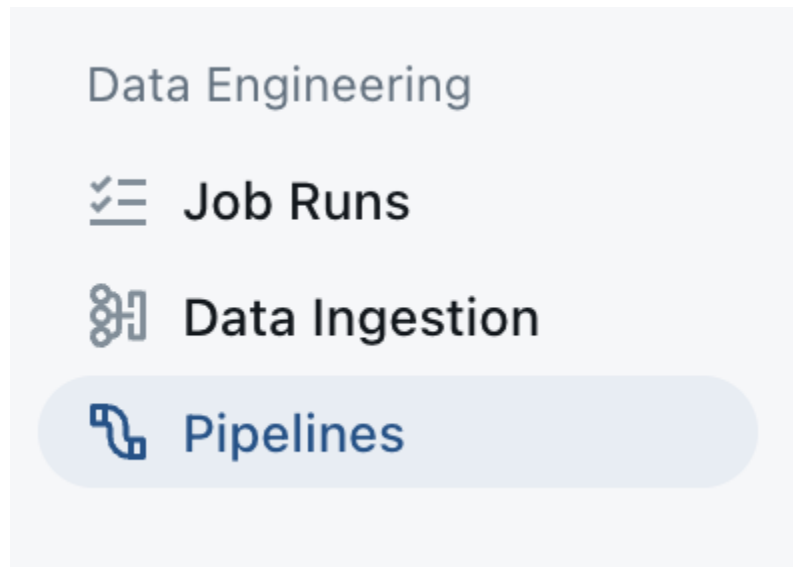 Data Engineering
Job Runs
Data Ingestion
Pipelines